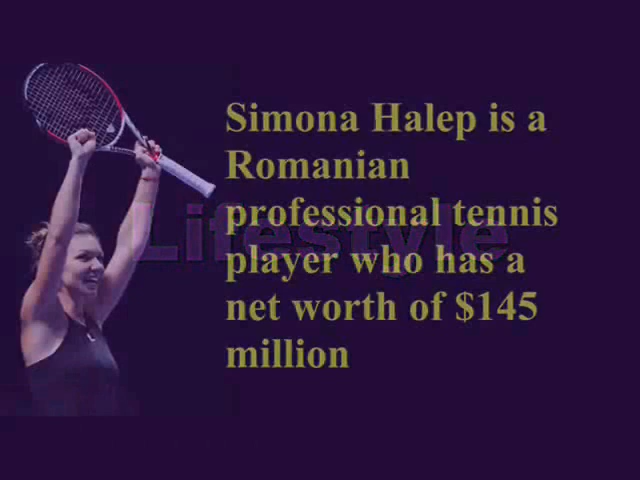 Simona Halep is a
Romanian
professional tennis
Lifestyle
player who has a
net worth of $145
million